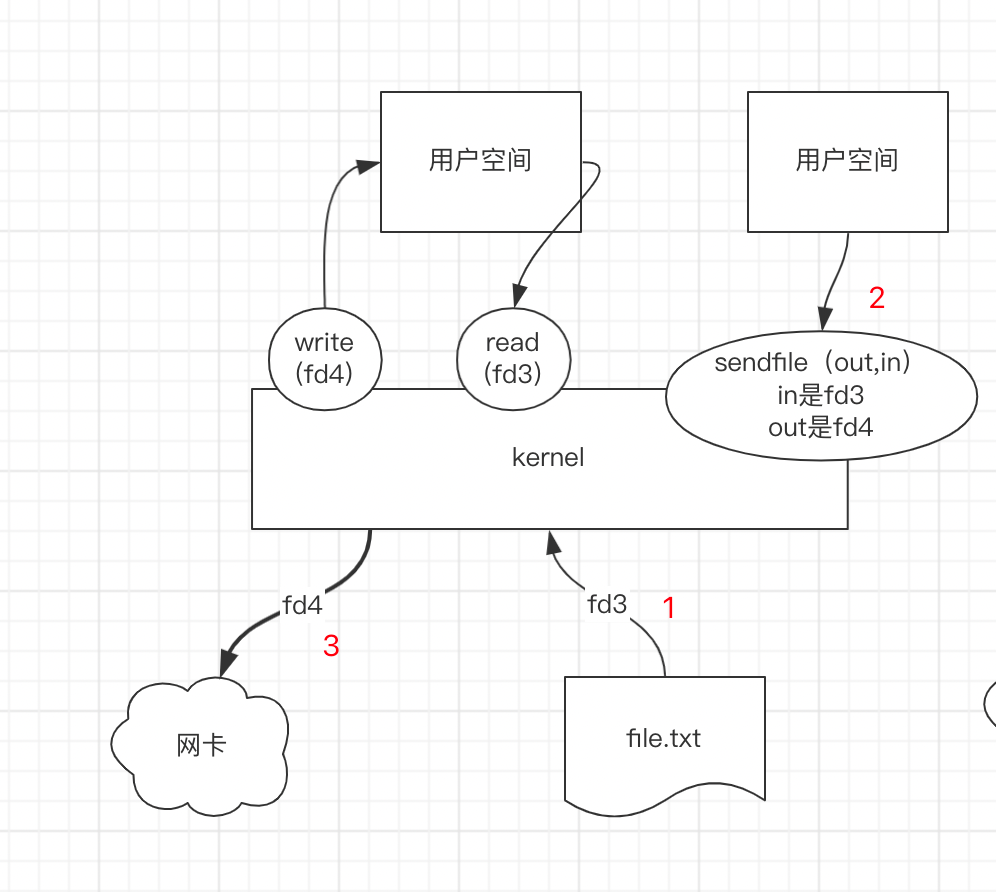 用户空间
用户空间
2
write
(fd4)
read
(fd3)
sendfile（out,in）
in是fd3
out是fd4
kernel
fd4
3
fd3
1
网卡
file.txt